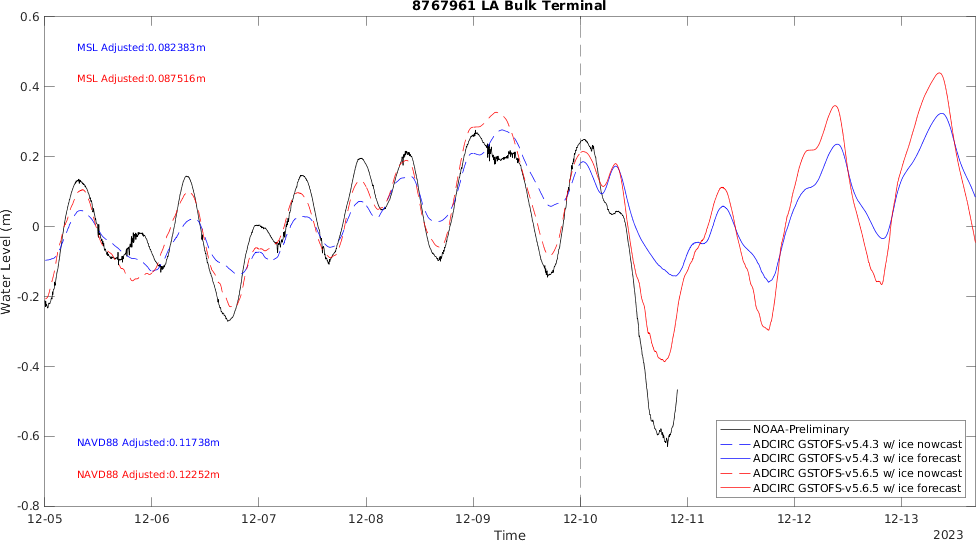 8767961 LA Bulk Terminal
0.6
MSL Adjusted:0.082383m
MSL Adjusted:0.087516m
0.4
0.2
0
-0.2
-0.4
-0.6
-0.8
Water Level (m)
NAVD88 Adjusted:0.11738m
NAVD88 Adjusted:0.12252m
NOAA-Preliminary
ADCIRC GSTOFS-v5.4.3 w/ ice nowcast
ADCIRC GSTOFS-v5.4.3 w/ ice forecast
ADCIRC GSTOFS-v5.6.5 w/ ice nowcast
ADCIRC GSTOFS-v5.6.5 w/ ice forecast
12-05 12-06 12-07 12-08 12-09 12-10 12-11 12-12 12-13
Time
2023